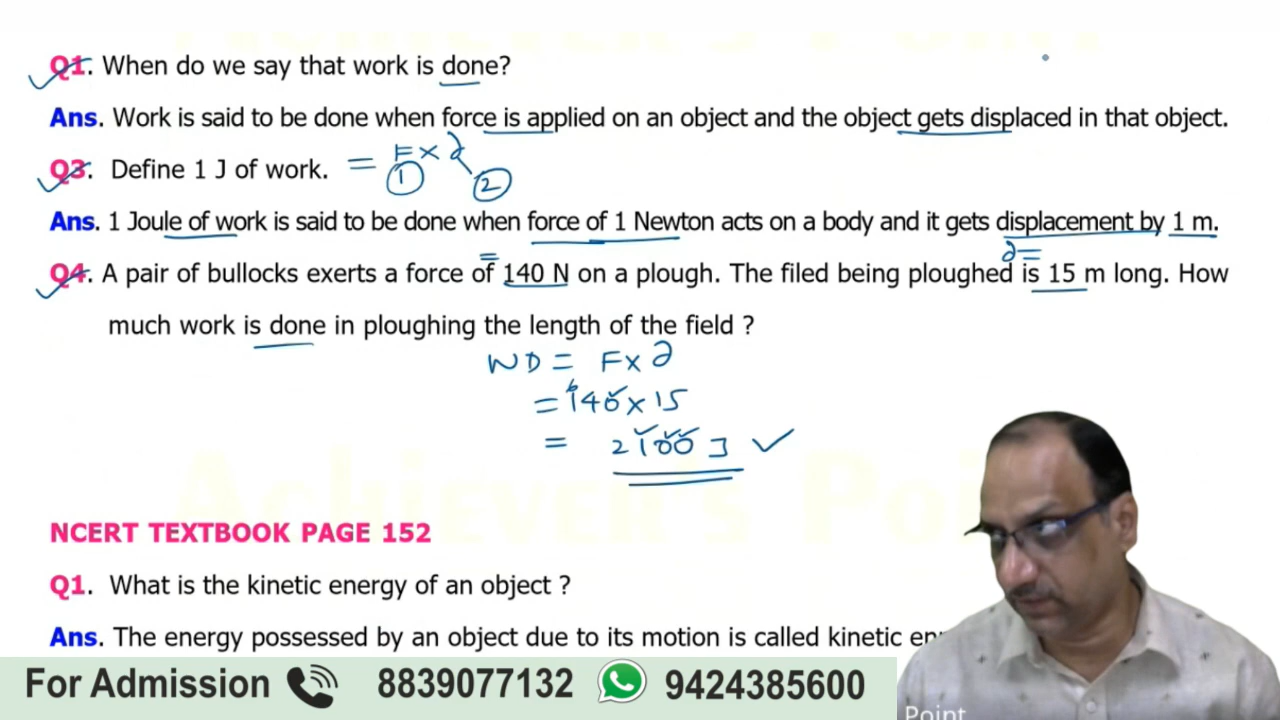 Q1. When do we say that work is done?
Ans. Work is said to be done when force is applied on an object and the object gets displaced in that object.
Q3. Define 1 J of work. = F × ∂
1 2
Ans. 1 Joule of work is said to be done when force of 1 Newton acts on a body and it gets displacement by 1 m.
= ∂=
Q4. A pair of bullocks exerts a force of 140 N on a plough. The filed being ploughed is 15 m long. How
much work is done in ploughing the length of the field ?
WD = F × ∂
= 140 × 15
= 2100 J
Achiever's Point
NCERT TEXTBOOK PAGE 152
Q1. What is the kinetic energy of an object ?
Ans. The energy possessed by an object due to its motion is called kinetic
For Admission 8839077132 9424385600
Point